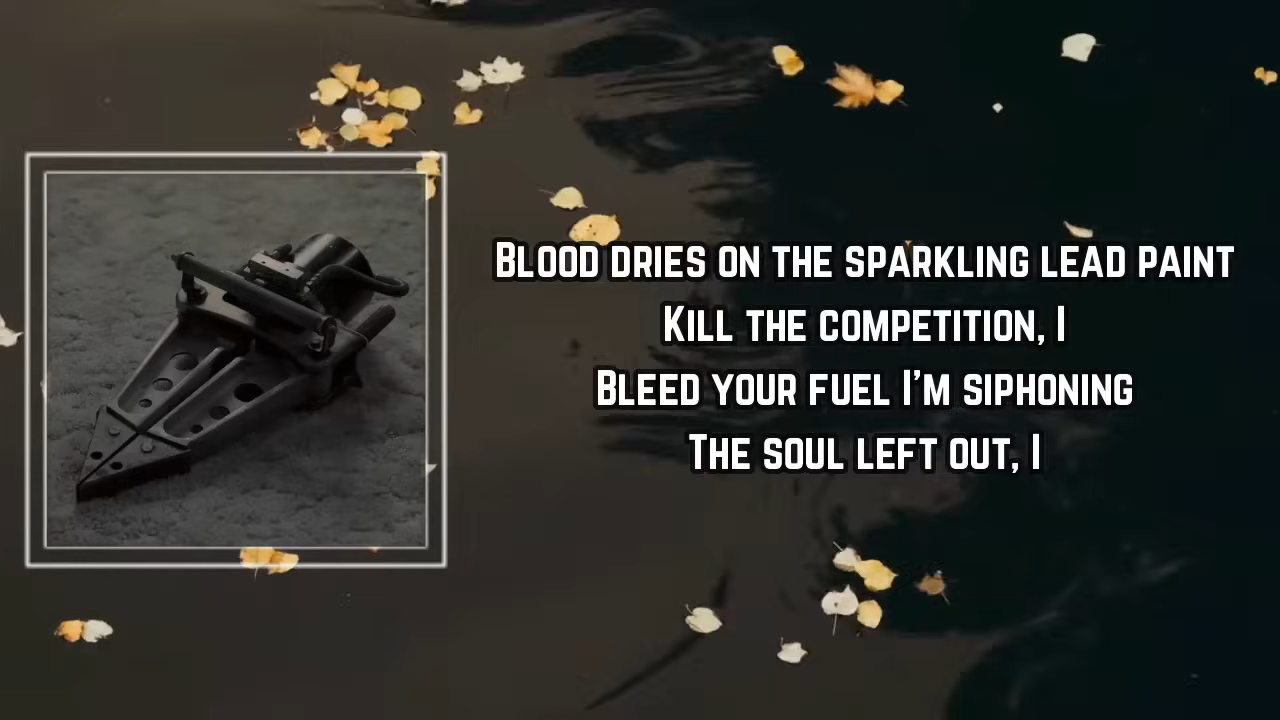 Blood dries on the sparkling lead paint
Kill the competition, I
Bleed your fuel I'm siphoning
The soul left out, I